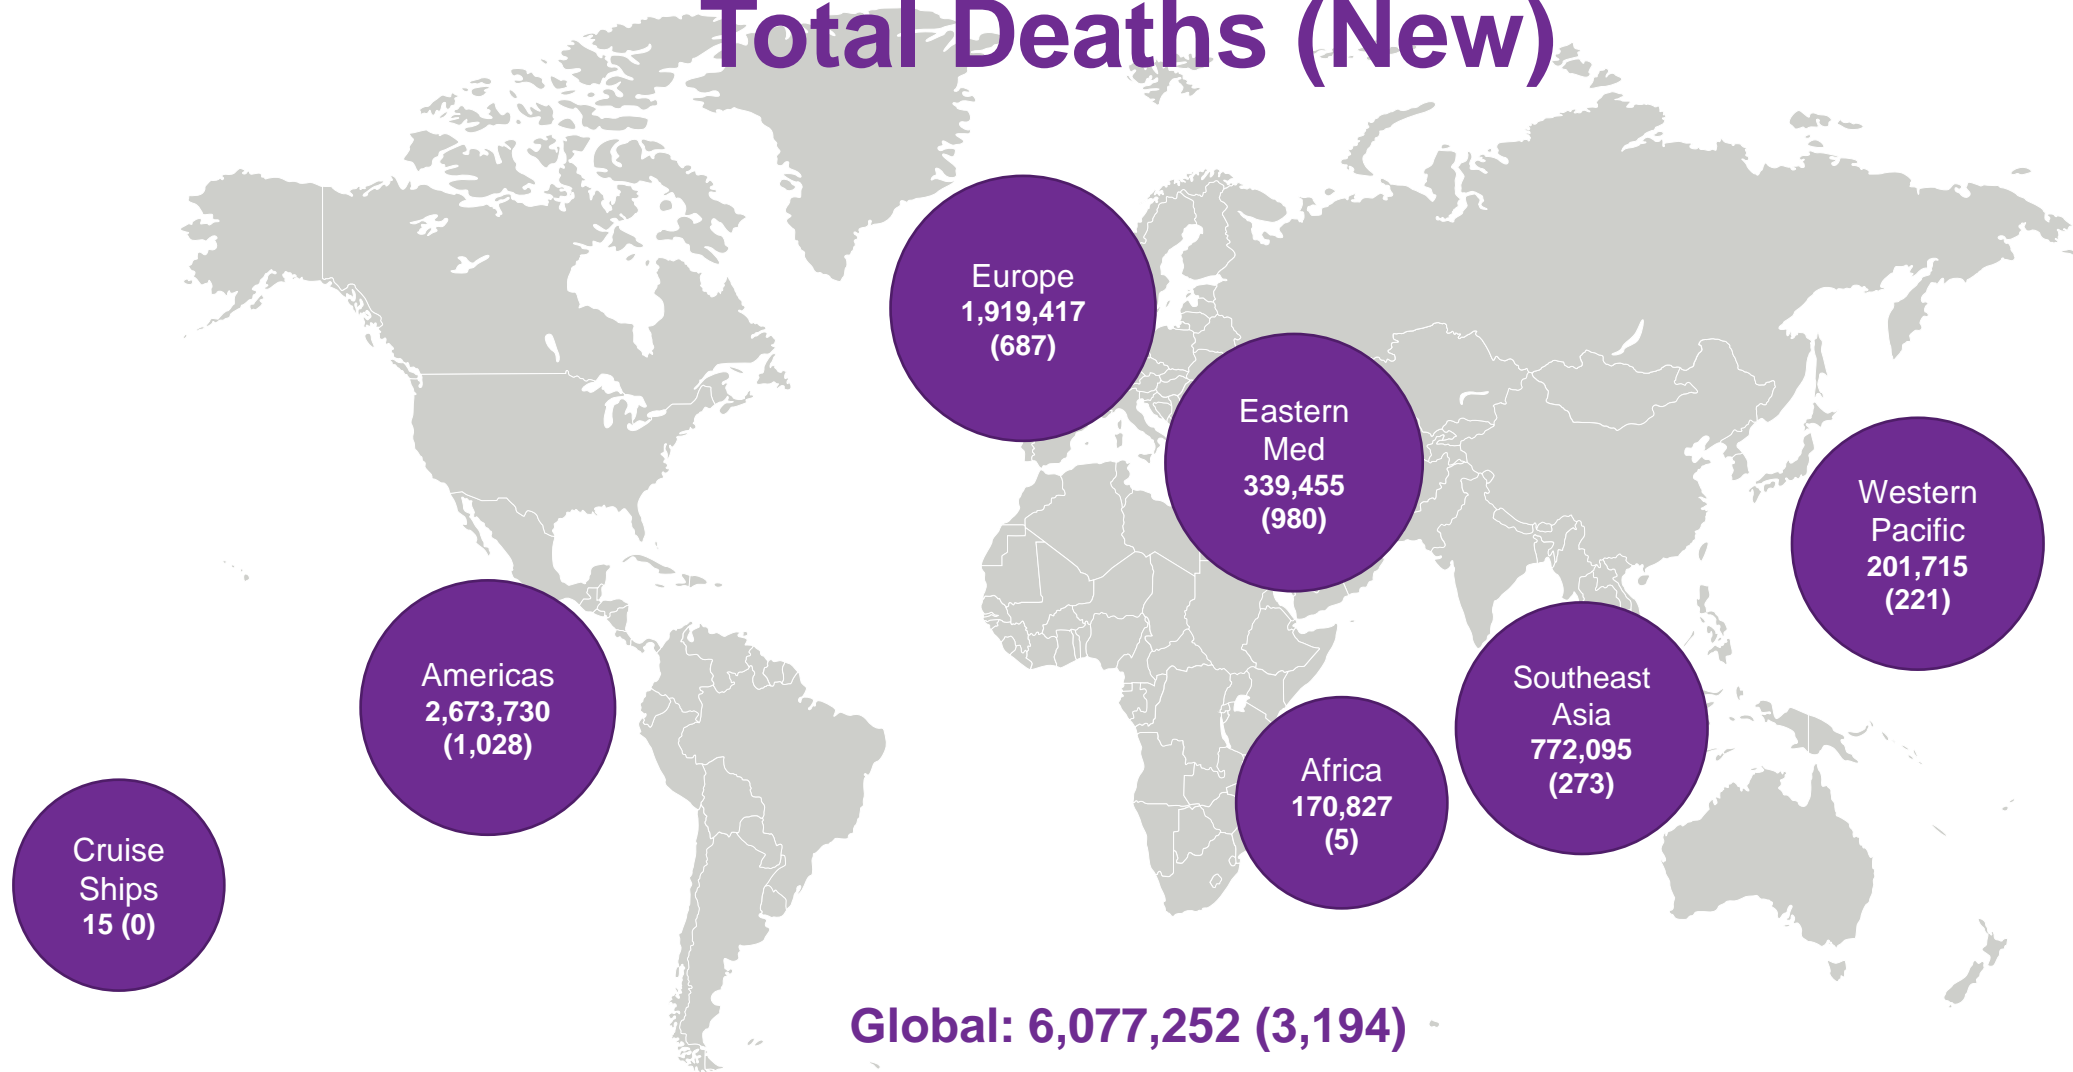 Total Deaths (New)
Europe
1,919,417
(687)
Eastern
Med
339,455
(980)
Western
Pacific
201,715
(221)
Americas
2,673,730
(1,028)
Southeast
Asia
772,095
(273)
Africa
170,827
(5)
Cruise
Ships
15 (0)
Global: 6,077,252 (3,194)